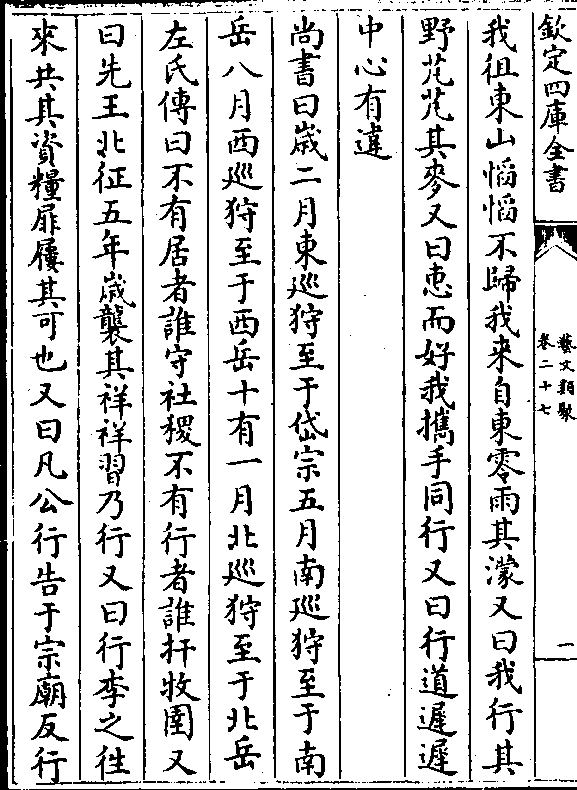 欽定四庫全書
藝文類聚
卷二十七
一
我徂東山慆慆不歸我来自東零雨其濛又曰我行其
野芃芃其麥又曰惠而好我攜手同行又曰行道遲遲
中心有違
尚書曰歲二月東廵狩至于岱宗五月南廵狩至于南
岳八月西廵狩至于西岳十有一月北廵狩至于北岳
左氏傳曰不有居者誰守社稷不有行者誰扞牧圉又
曰先王北征五年歲襲其祥祥習乃行又曰行李之徃
來共其資糧屝屨其可也又曰凡公行告于宗廟反行